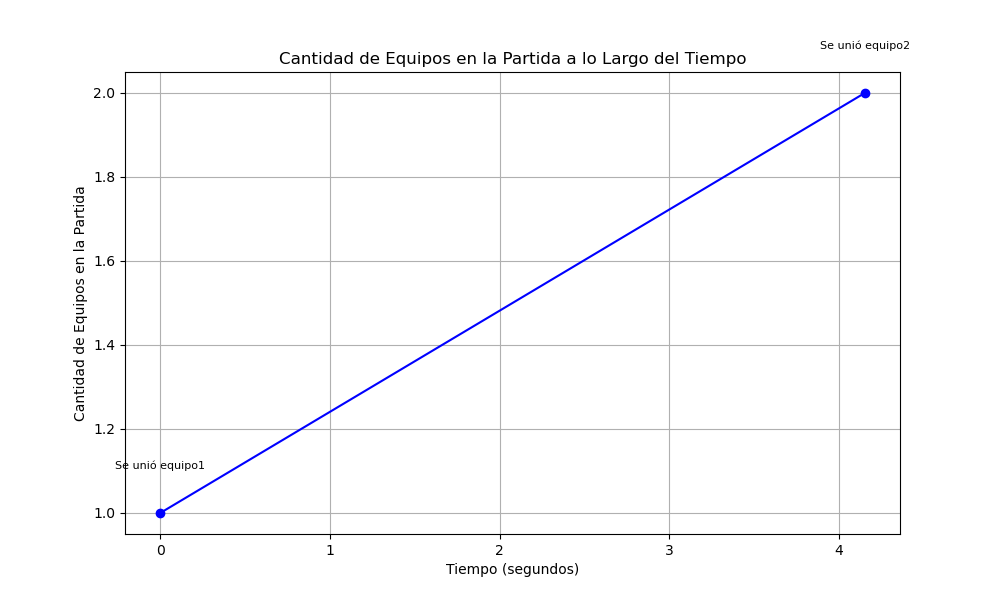 Se unió equipo2
Cantidad de Equipos en la Partida a lo Largo del Tiempo
Cantidad de Equipos en la Partida
2.0
1.8
1.6
1.4
1.2
1.0
Se unió equipo1
0 1 2 3 4
Tiempo (segundos)